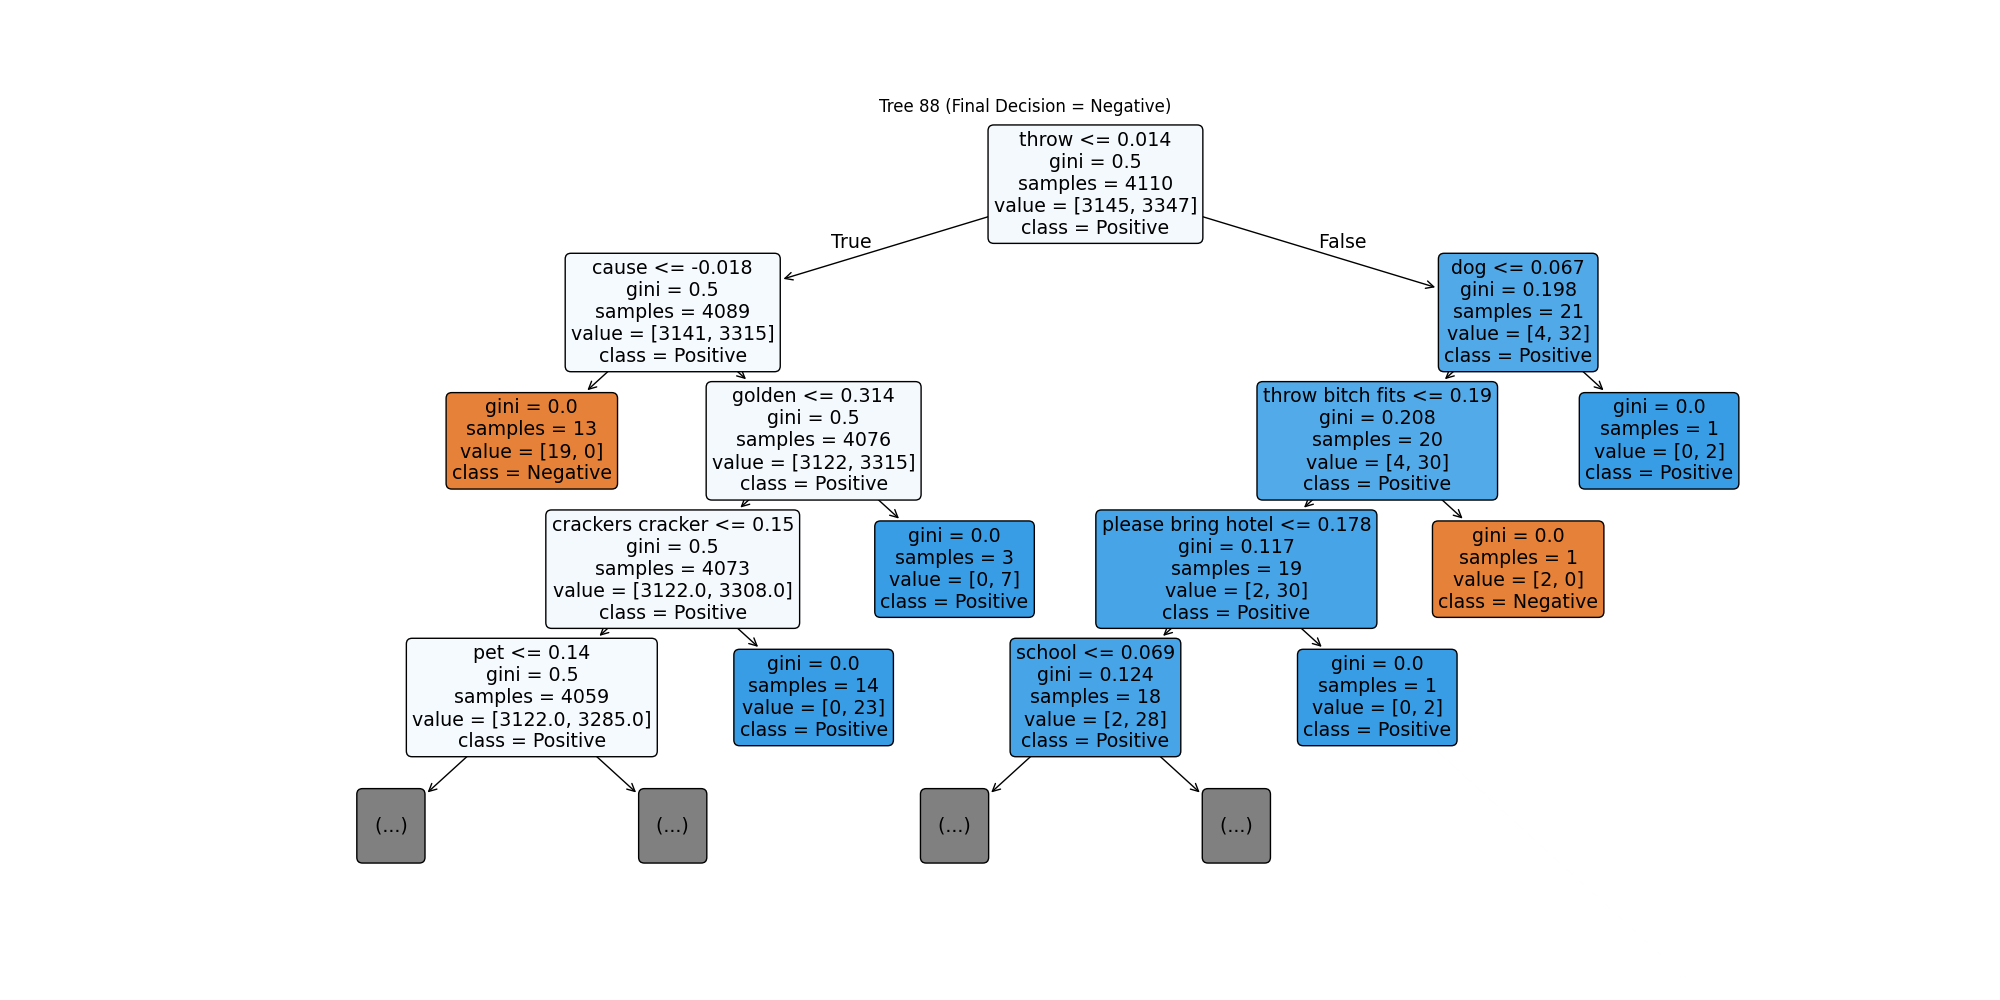 Tree 88 (Final Decision = Negative)
throw <= 0.014
gini = 0.5
samples = 4110
value = [3145, 3347]
class = Positive
True
False
cause <= -0.018
gini = 0.5
samples = 4089
value = [3141, 3315]
class = Positive
dog <= 0.067
gini = 0.198
samples = 21
value = [4, 32]
class = Positive
gini = 0.0
samples = 13
value = [19, 0]
class = Negative
golden <= 0.314
gini = 0.5
samples = 4076
value = [3122, 3315]
class = Positive
throw bitch fits <= 0.19
gini = 0.208
samples = 20
value = [4, 30]
class = Positive
gini = 0.0
samples = 1
value = [0, 2]
class = Positive
crackers cracker <= 0.15
gini = 0.5
samples = 4073
value = [3122.0, 3308.0]
class = Positive
gini = 0.0
samples = 3
value = [0, 7]
class = Positive
please bring hotel <= 0.178
gini = 0.117
samples = 19
value = [2, 30]
class = Positive
gini = 0.0
samples = 1
value = [2, 0]
class = Negative
pet <= 0.14
gini = 0.5
samples = 4059
value = [3122.0, 3285.0]
class = Positive
gini = 0.0
samples = 14
value = [0, 23]
class = Positive
school <= 0.069
gini = 0.124
samples = 18
value = [2, 28]
class = Positive
gini = 0.0
samples = 1
value = [0, 2]
class = Positive
(...)
(...)
(...)
(...)